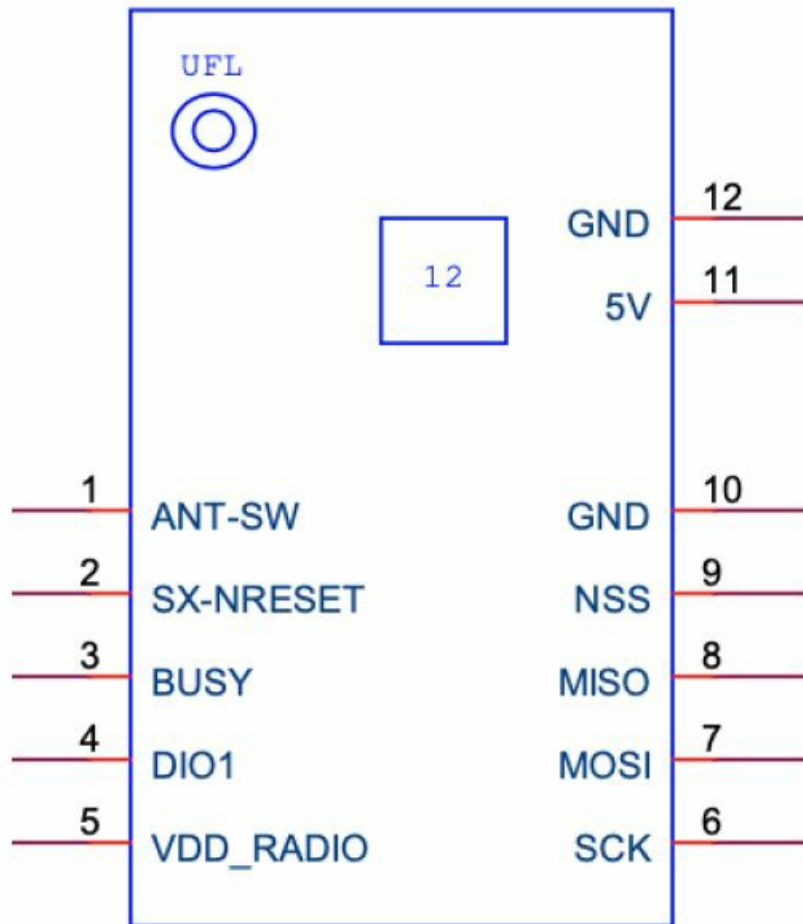 UFL
12
GND 12
5V 11
1 ANT-SW GND 10
2 SX-NRESET NSS 9
3 BUSY MISO 8
4 DIO1 MOSI 7
5 VDD_RADIO SCK 6